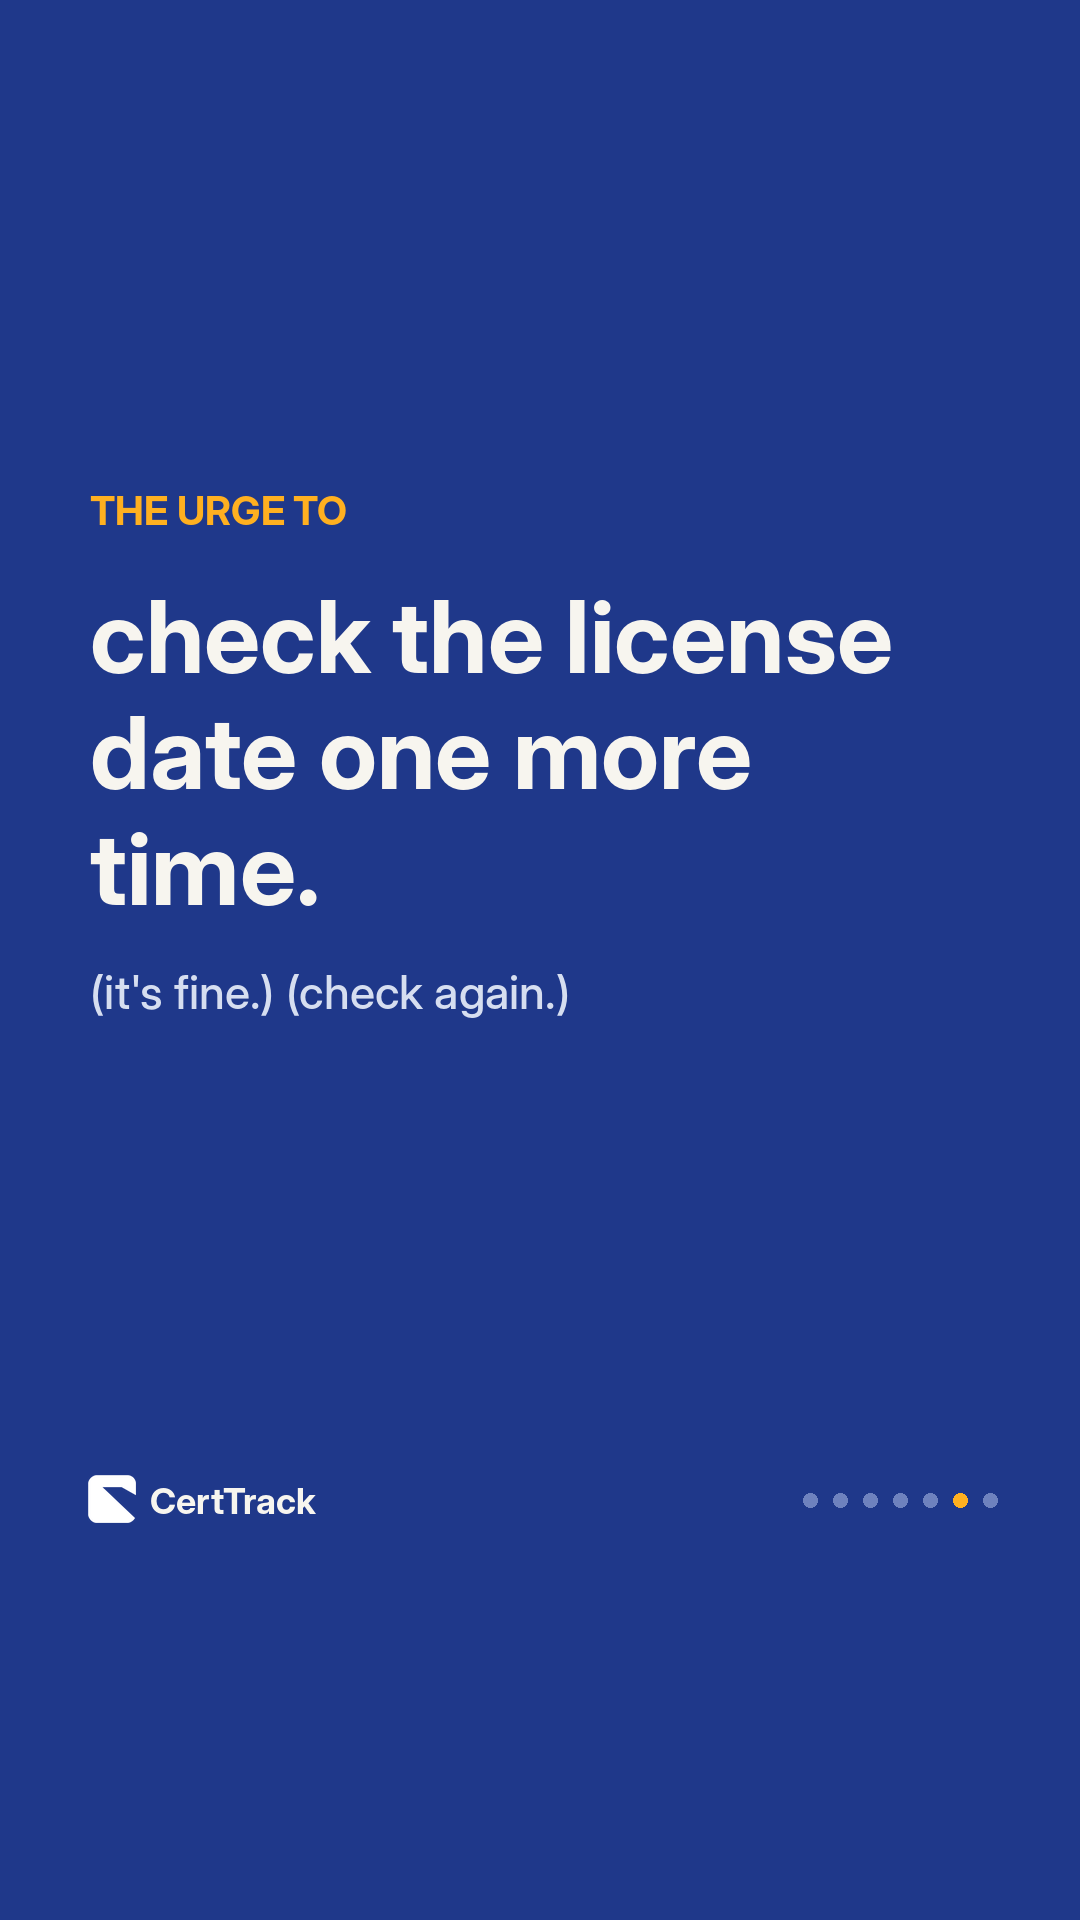 THE URGE TO
check the license
date one more
time.
(it's fine.) (check again.)
CertTrack